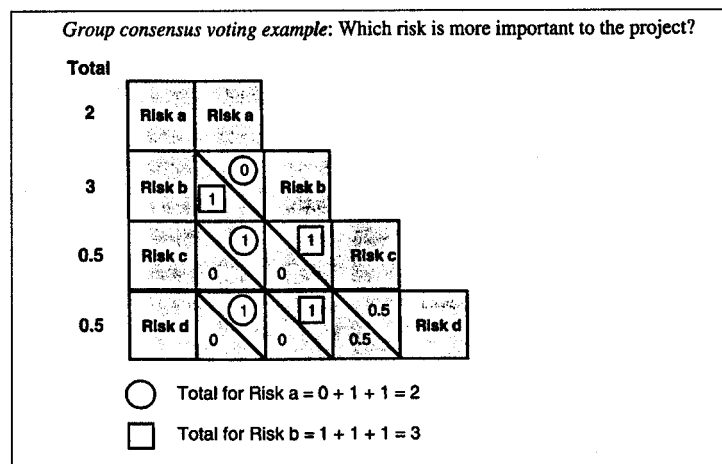 Group consensus voting example: Which risk is more important to the project?
Total
2 Risk a Risk a
0
3 Risk b 1 Risk b
1 1
0.5 Risk c 0 0 Risk c
1 1 0.5
0.5 Risk d 0 0 0.5 Risk d
Total for Risk a = 0 + 1 + 1 = 2
Total for Risk b = 1 + 1 + 1 = 3